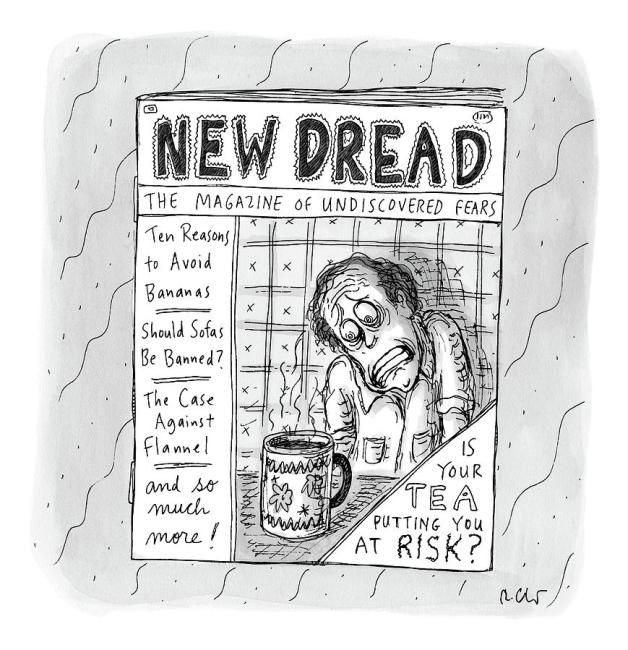 NEW DREAD
THE MAGAZINE OF UNDISCOVERED FEARS
Ten Reasons
to Avoid
Bananas
Should Sofas
Be Banned?
The Case
Against
Flannel
and so
much
more!
IS
YOUR
TEA
PUTTING YOU
AT RISK?